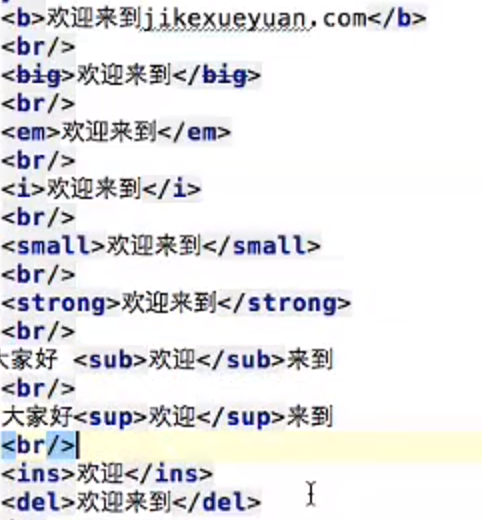 <b>欢迎来到jikexueyuan.com</b>
<br/>
<big>欢迎来到</big>
<br/>
<em>欢迎来到</em>
<br/>
<i>欢迎来到</i>
<br/>
<small>欢迎来到</small>
<br/>
<strong>欢迎来到</strong>
<br/>
大家好 <sub>欢迎</sub>来到
<br/>
大家好<sup>欢迎</sup>来到
<br/>
<ins>欢迎</ins>
<del>欢迎来到</del>